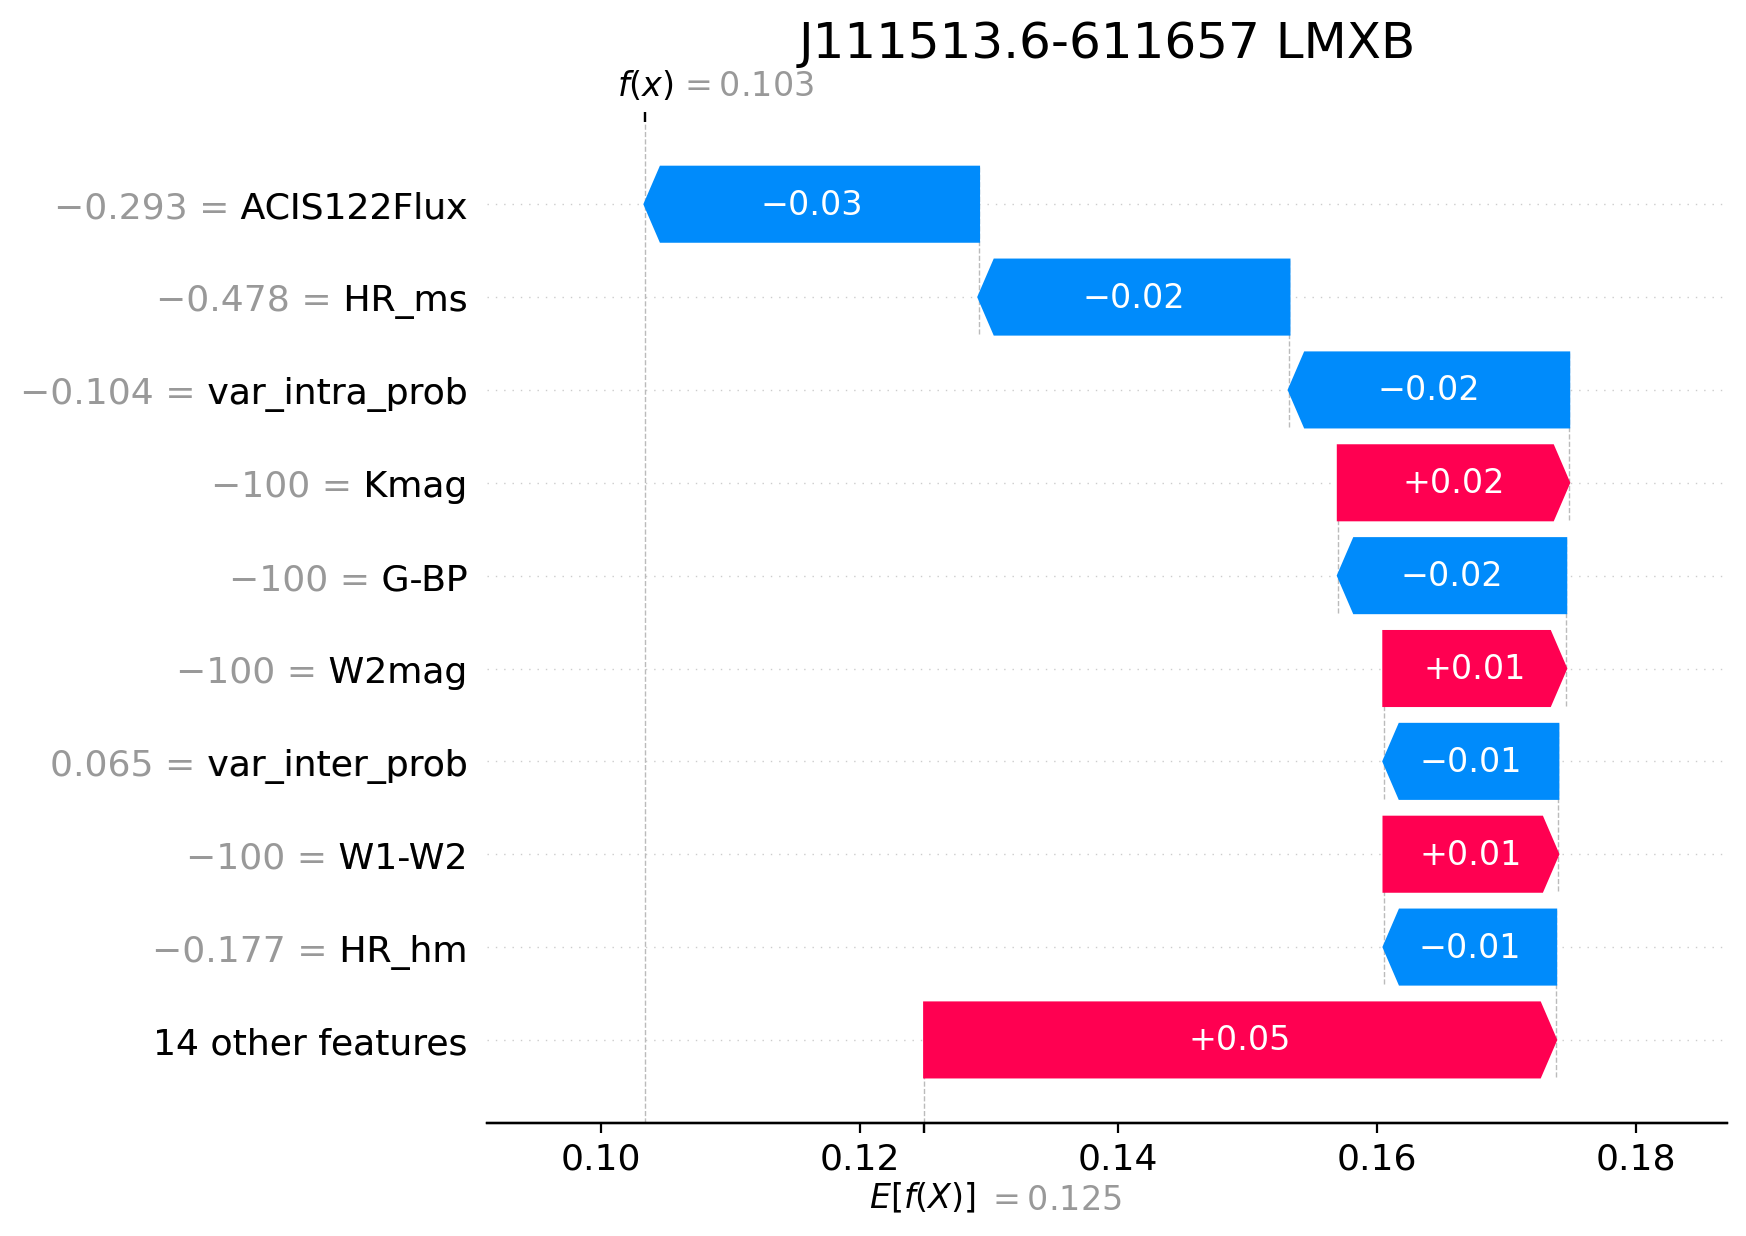 J111513.6-611657 LMXB
f(x) = 0.103
−0.293 = ACIS122Flux −0.03
−0.478 = HR_ms −0.02
−0.104 = var_intra_prob −0.02
−100 = Kmag +0.02
−100 = G-BP −0.02
−100 = W2mag +0.01
0.065 = var_inter_prob −0.01
−100 = W1-W2 +0.01
−0.177 = HR_hm −0.01
14 other features +0.05
0.10 0.12 0.14 0.16 0.18
E[f(X)] = 0.125